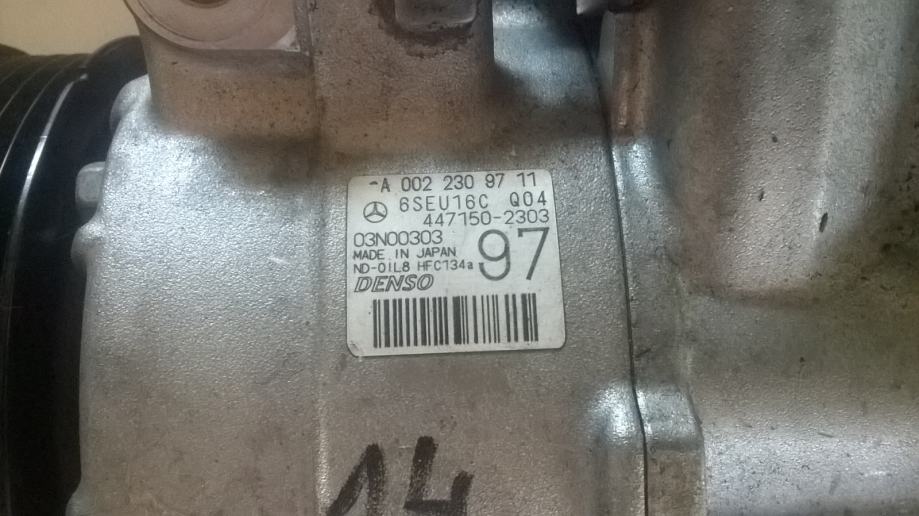 A 002 230 97 11
6SEU16C Q04
447150-2303
03N00303
97
MADE IN JAPAN
ND-OIL8 HFC134a
DENSO
14